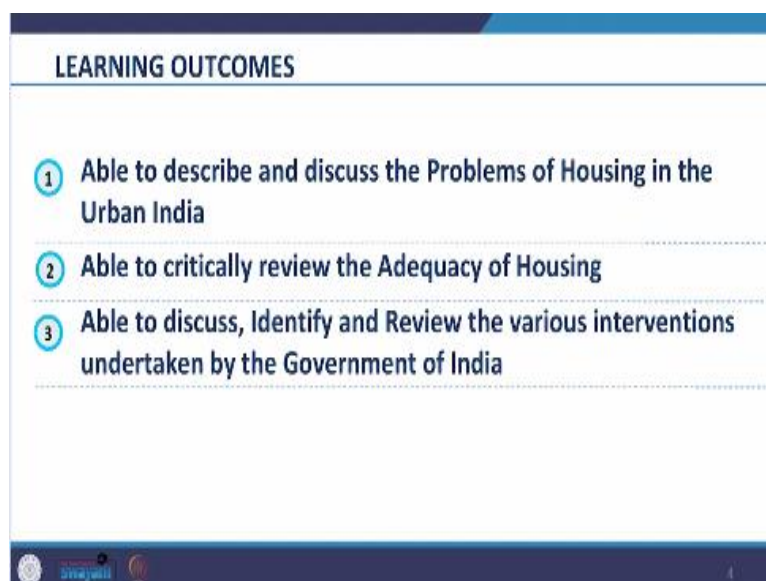 LEARNING OUTCOMES
1 Able to describe and discuss the Problems of Housing in the
Urban India
2 Able to critically review the Adequacy of Housing
3 Able to discuss, Identify and Review the various interventions
undertaken by the Government of India
swayam
4